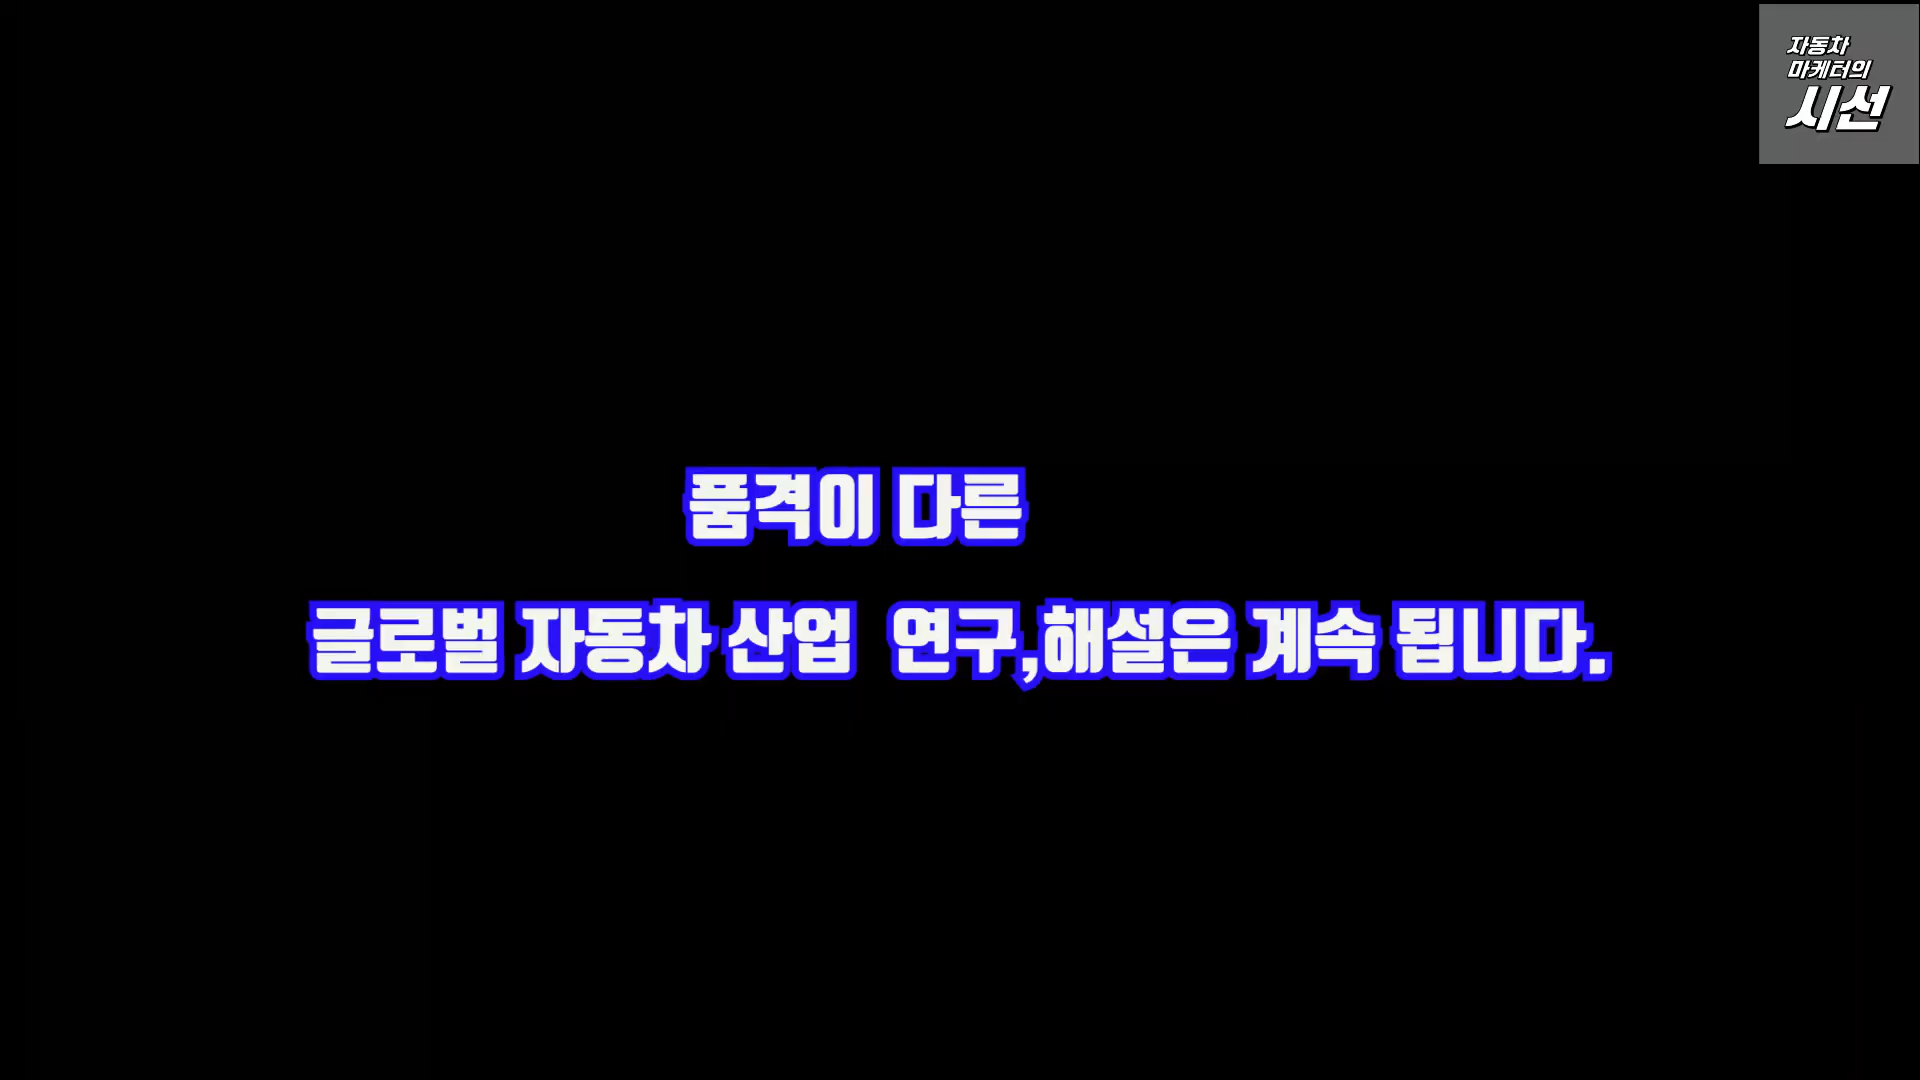 자동차
마케터의
시선
품격이 다른
글로벌 자동차 산업 연구,해설은 계속 됩니다.